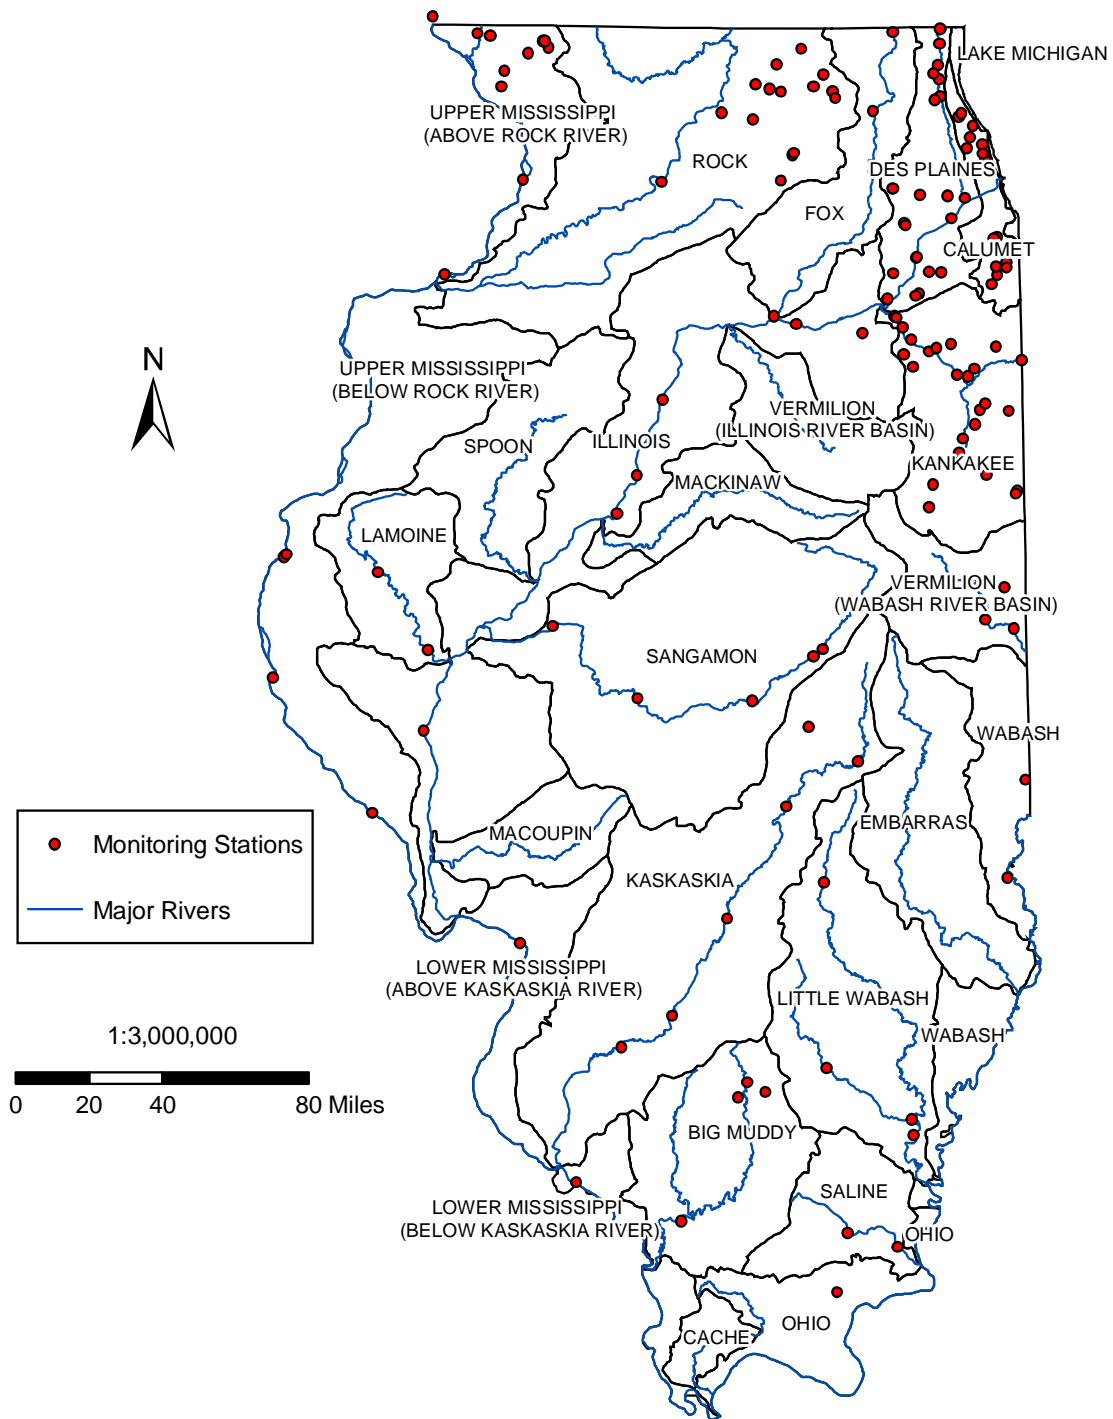 LAKE MICHIGAN
UPPER MISSISSIPPI
(ABOVE ROCK RIVER)
ROCK
DES PLAINES
FOX
CALUMET
N
UPPER MISSISSIPPI
(BELOW ROCK RIVER)
VERMILION
(ILLINOIS RIVER BASIN)
SPOON
ILLINOIS
KANKAKEE
MACKINAW
LAMOINE
VERMILION
(WABASH RIVER BASIN)
SANGAMON
WABASH
EMBARRAS
MACOUPIN
Monitoring Stations
Major Rivers
KASKASKIA
LOWER MISSISSIPPI
(ABOVE KASKASKIA RIVER)
LITTLE WABASH
WABASH
1:3,000,000
0 20 40 80 Miles
BIG MUDDY
SALINE
LOWER MISSISSIPPI
(BELOW KASKASKIA RIVER)
OHIO
OHIO
CACHE